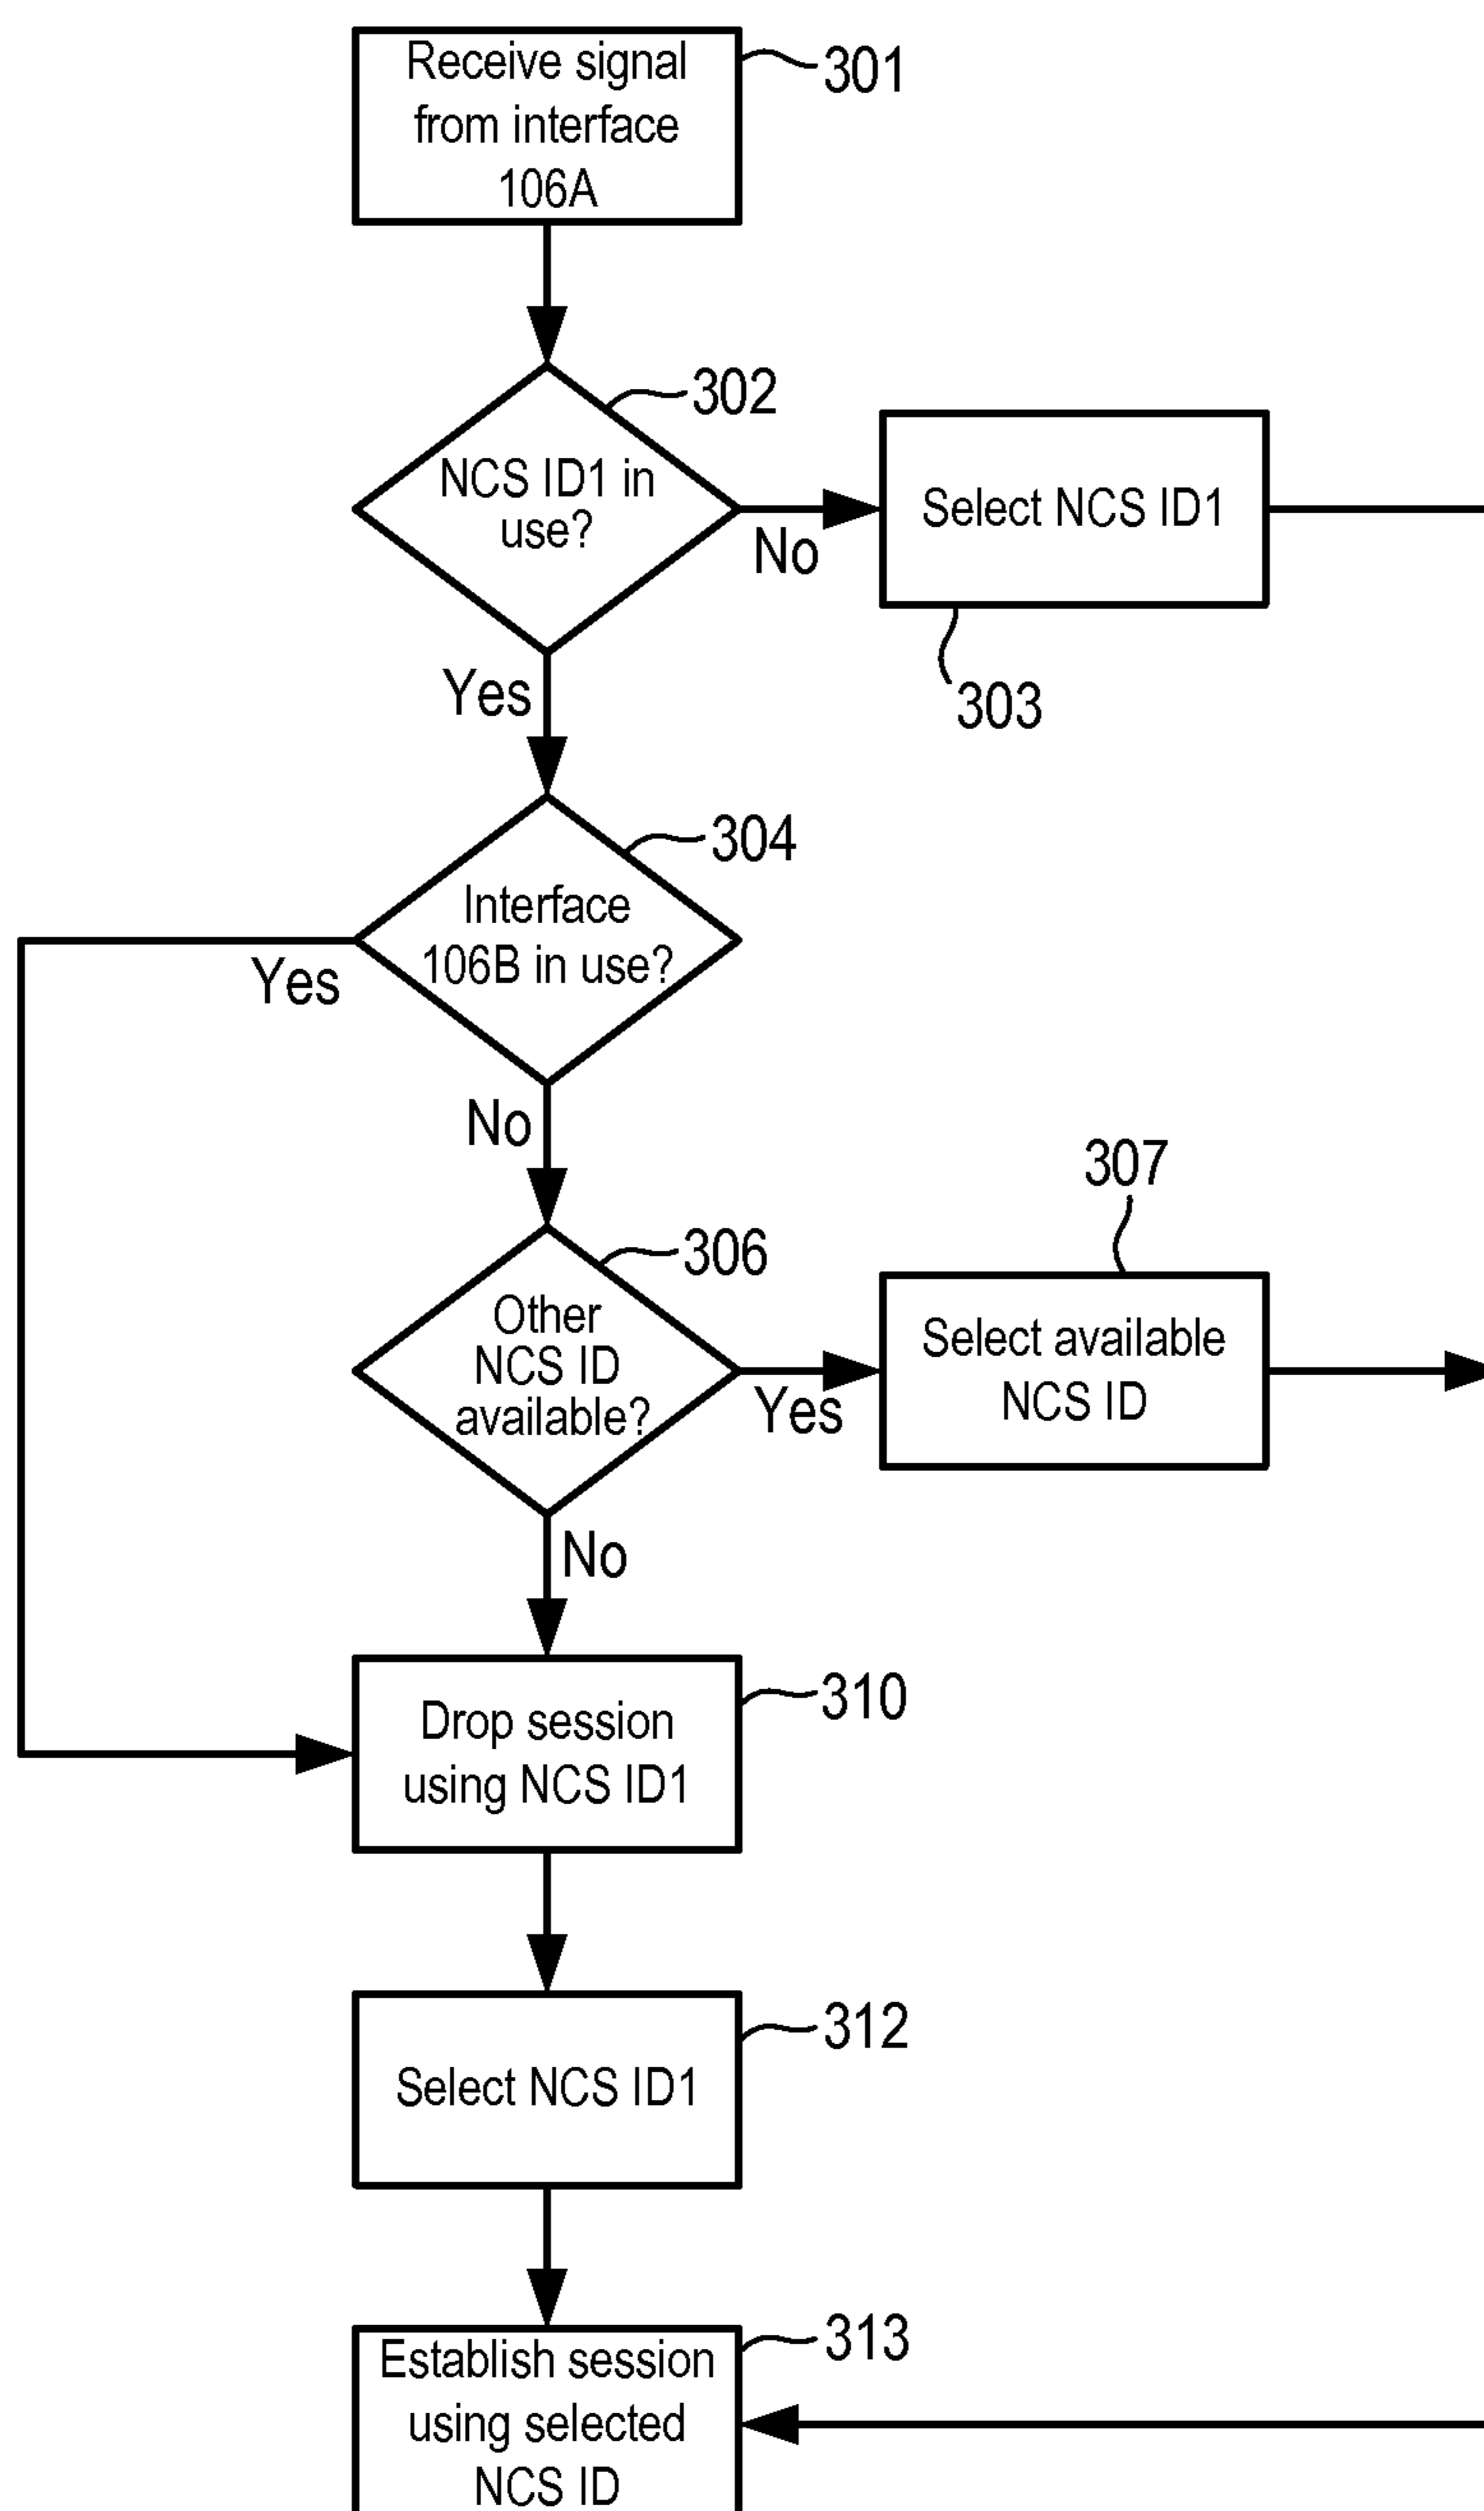 Receive signal
from interface
106A
301
302
NCS ID1 in
use?
No
Select NCS ID1
303
Yes
304
Interface
106B in use?
Yes
No
307
306
Other
NCS ID
available?
Yes
Select available
NCS ID
No
310
Drop session
using NCS ID1
312
Select NCS ID1
313
Establish session
using selected
NCS ID